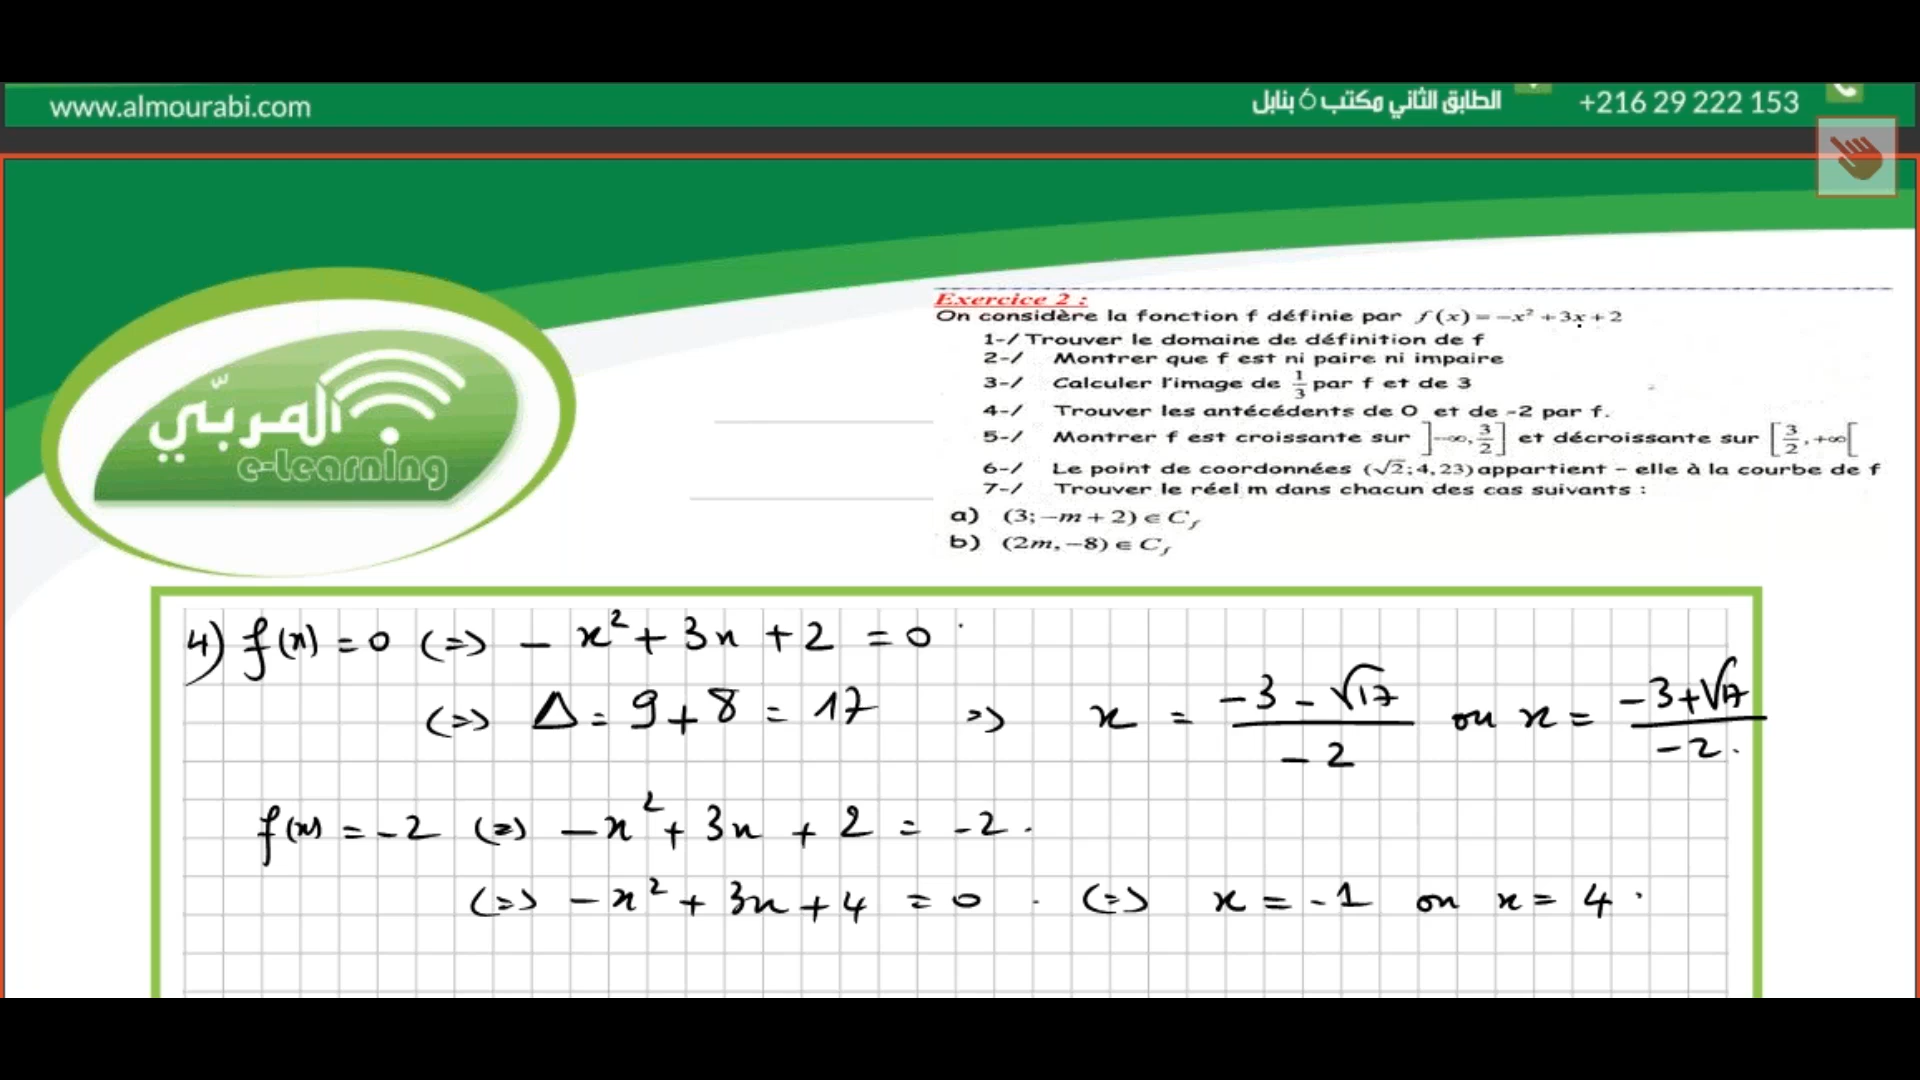 www.almourabi.com
الطابق الثاني مكتب 6 بنابل +216 29 222 153
المربّي
e-Learning
Exercice 2 :
On considère la fonction f définie par f(x) = -x² + 3x + 2
1-/ Trouver le domaine de définition de f
2-/ Montrer que f est ni paire ni impaire
3-/ Calculer l'image de 1/3 par f et de 3
4-/ Trouver les antécédents de 0 et de -2 par f.
5-/ Montrer f est croissante sur ]-∞, 3/2] et décroissante sur [3/2, +∞[
6-/ Le point de coordonnées (√2; 4, 23) appartient - elle à la courbe de f
7-/ Trouver le réel m dans chacun des cas suivants :
a) (3; -m + 2) ∈ C_f
b) (2m, -8) ∈ C_f
4) f(x) = 0 (=>) - x² + 3x + 2 = 0
(=>) Δ = 9 + 8 = 17 => x = (-3 - √17)/(-2) ou x = (-3 + √17)/(-2).
f(x) = -2 (=) -x² + 3x + 2 = -2.
(=>) -x² + 3x + 4 = 0. (=>) x = -1 ou x = 4.